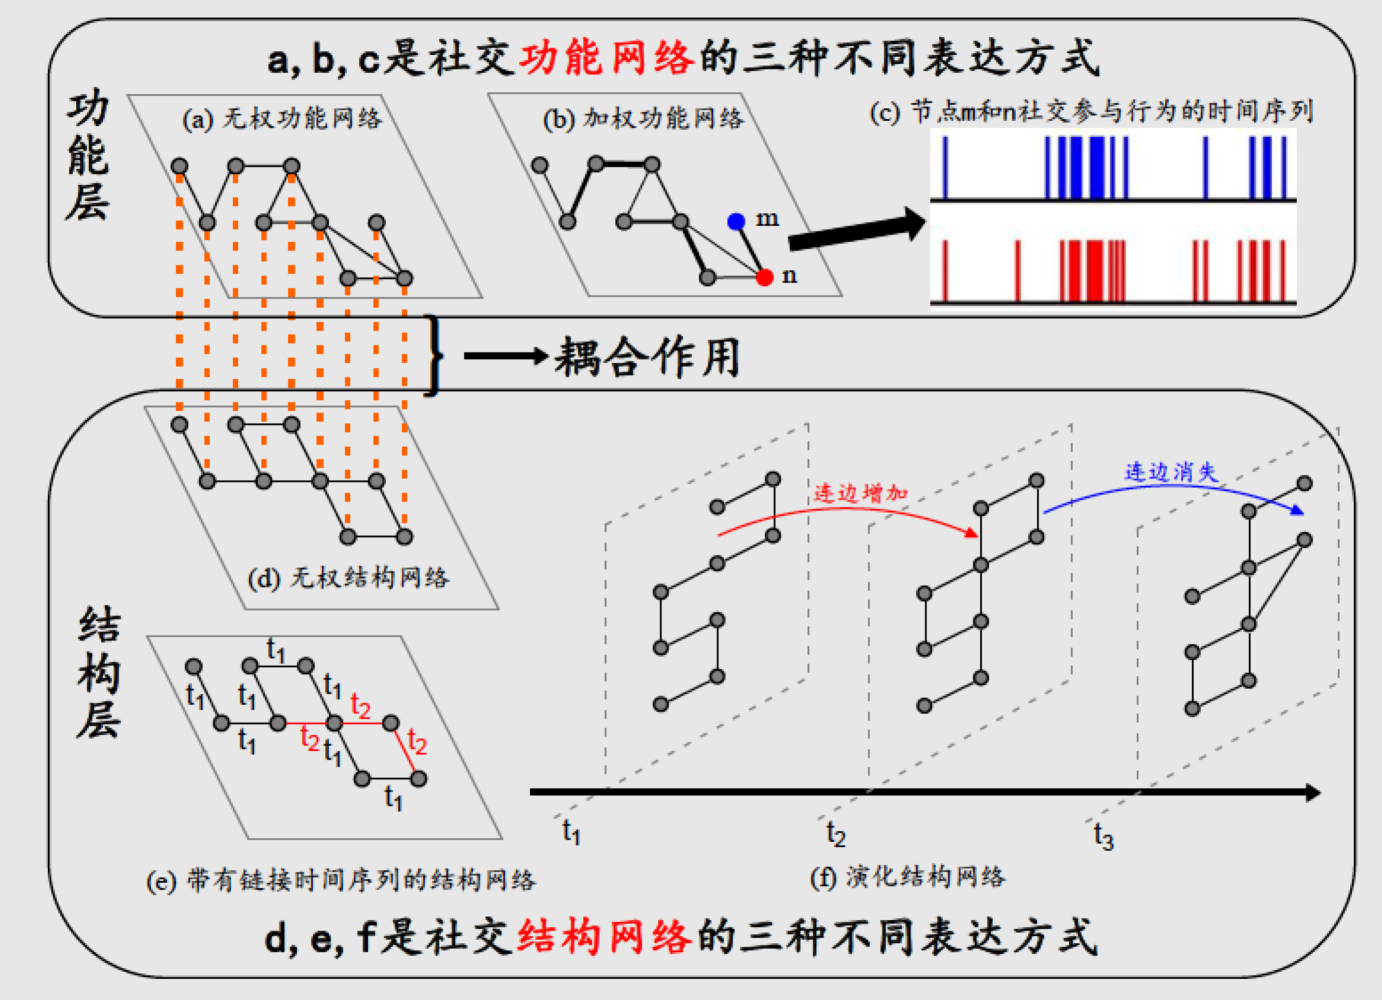 a,b,c是社交功能网络的三种不同表达方式
功能层
(a) 无权功能网络
(b) 加权功能网络
(c) 节点m和n社交参与行为的时间序列
m
n
耦合作用
结构层
(d) 无权结构网络
连边增加
连边消失
t1
t1
t1
t1
t2
t1
t2
t1
t2
t1
t1
t2
t3
(e) 带有链接时间序列的结构网络
(f) 演化结构网络
d,e,f是社交结构网络的三种不同表达方式